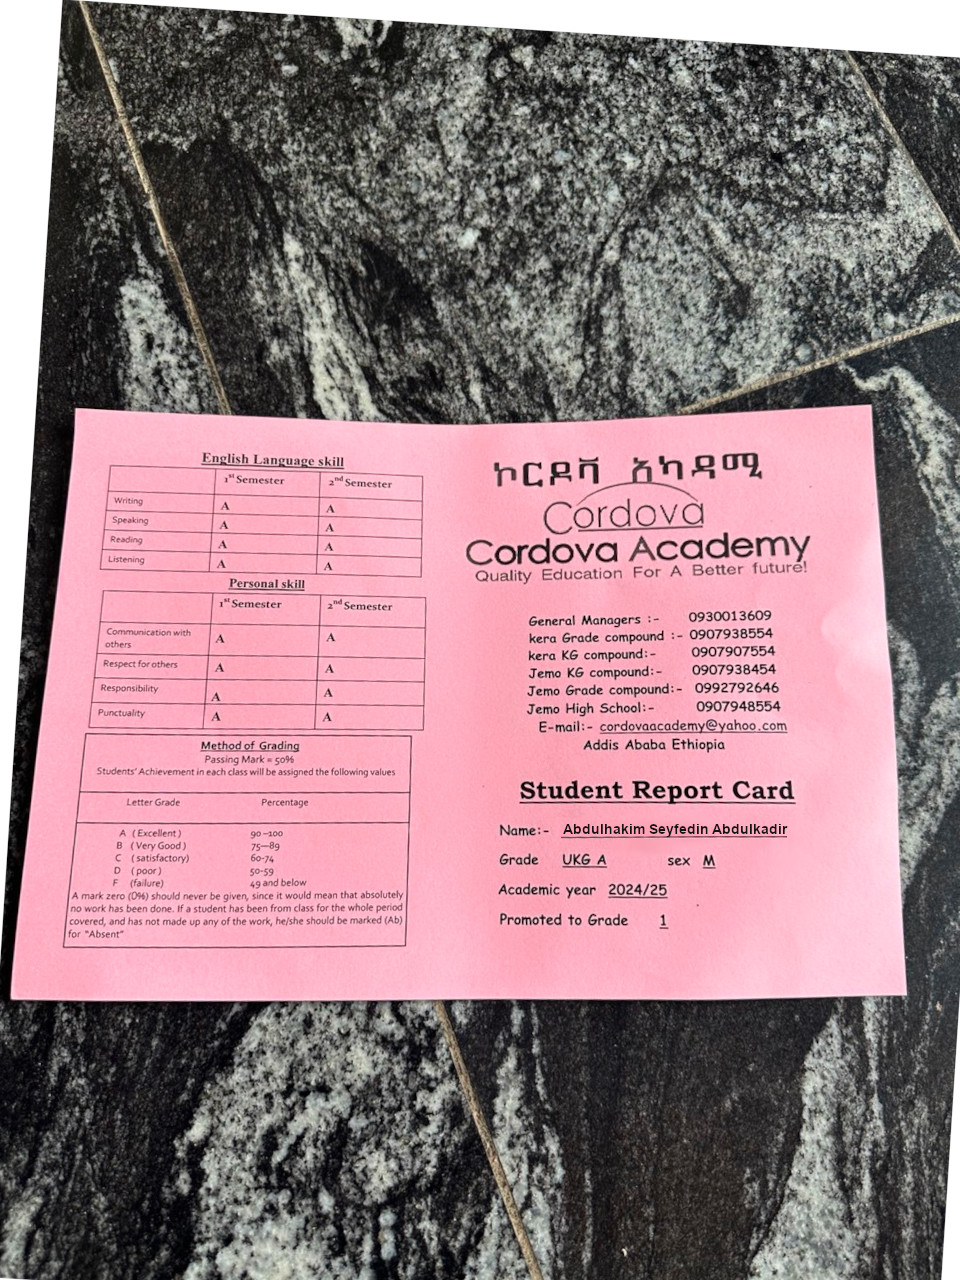 English Language skill
1st Semester 2nd Semester
Writing A A
Speaking A A
Reading A A
Listening A A
Personal skill
1st Semester 2nd Semester
Communication with others A A
Respect for others A A
Responsibility A A
Punctuality A A
Method of Grading
Passing Mark = 50%
Students' Achievement in each class will be assigned the following values
Letter Grade Percentage
A (Excellent) 90-100
B (Very Good) 75-89
C (satisfactory) 60-74
D (poor) 50-59
F (failure) 49 and below
A mark zero (0%) should never be given, since it would mean that absolutely
no work has been done. If a student has been from class for the whole period
covered, and has not made up any of the work, he/she should be marked (Ab)
for "Absent"
ኮርዶቫ አካዳሚ
Cordova
Cordova Academy
Quality Education For A Better future!
General Managers :- 0930013609
kera Grade compound :- 0907938554
kera KG compound:- 0907907554
Jemo KG compound:- 0907938454
Jemo Grade compound:- 0992792646
Jemo High School:- 0907948554
E-mail:- cordovaacademy@yahoo.com
Addis Ababa Ethiopia
Student Report Card
Name:- Abdulhakim Seyfedin Abdulkadir
Grade UKG A sex M
Academic year 2024/25
Promoted to Grade 1